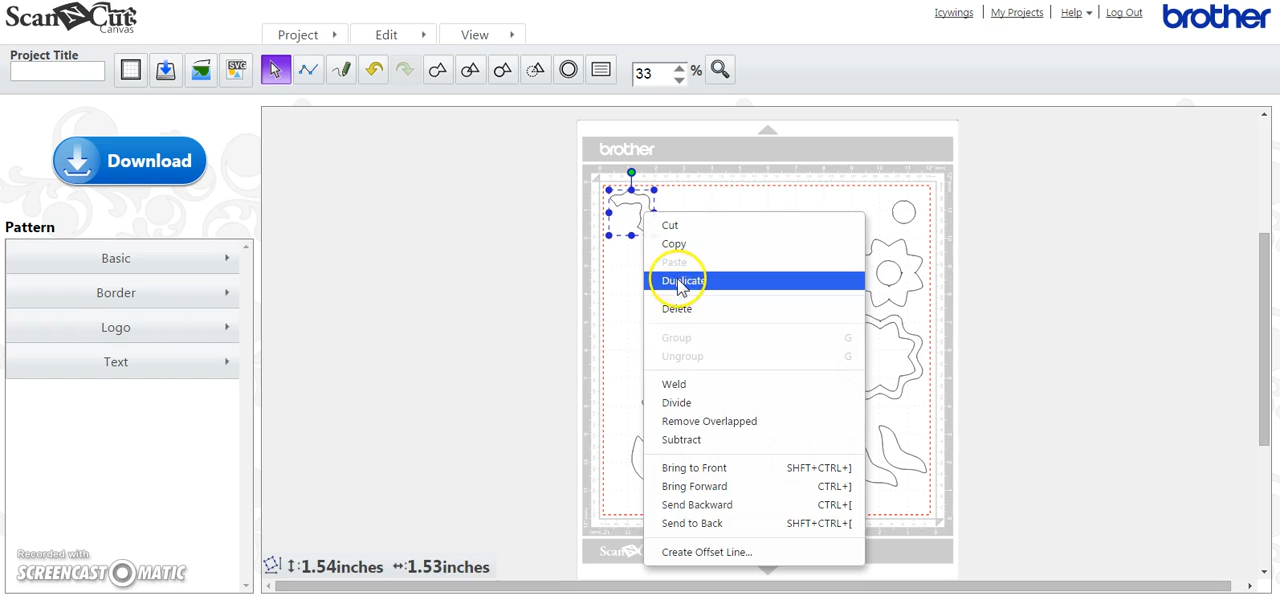 ScanNCut
Canvas
Project
Edit
View
Icywings
My Projects
Help
Log Out
brother
Project Title
SVG
33 %
Download
Pattern
Basic
Border
Logo
Text
brother
Cut
Copy
Paste
Duplicate
Delete
Group G
Ungroup G
Weld
Divide
Remove Overlapped
Subtract
Bring to Front SHFT+CTRL+]
Bring Forward CTRL+]
Send Backward CTRL+[
Send to Back SHFT+CTRL+[
Create Offset Line...
1.54inches 1.53inches
Recorded with
SCREENCAST-O-MATIC